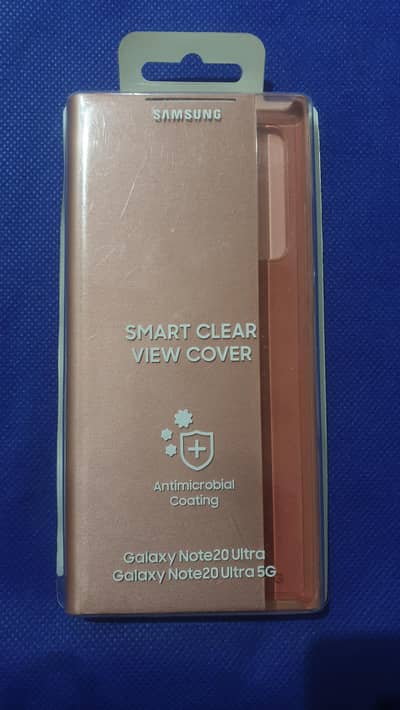 SAMSUNG
SMART CLEAR
VIEW COVER
Antimicrobial
Coating
Galaxy Note20 Ultra
Galaxy Note20 Ultra 5G